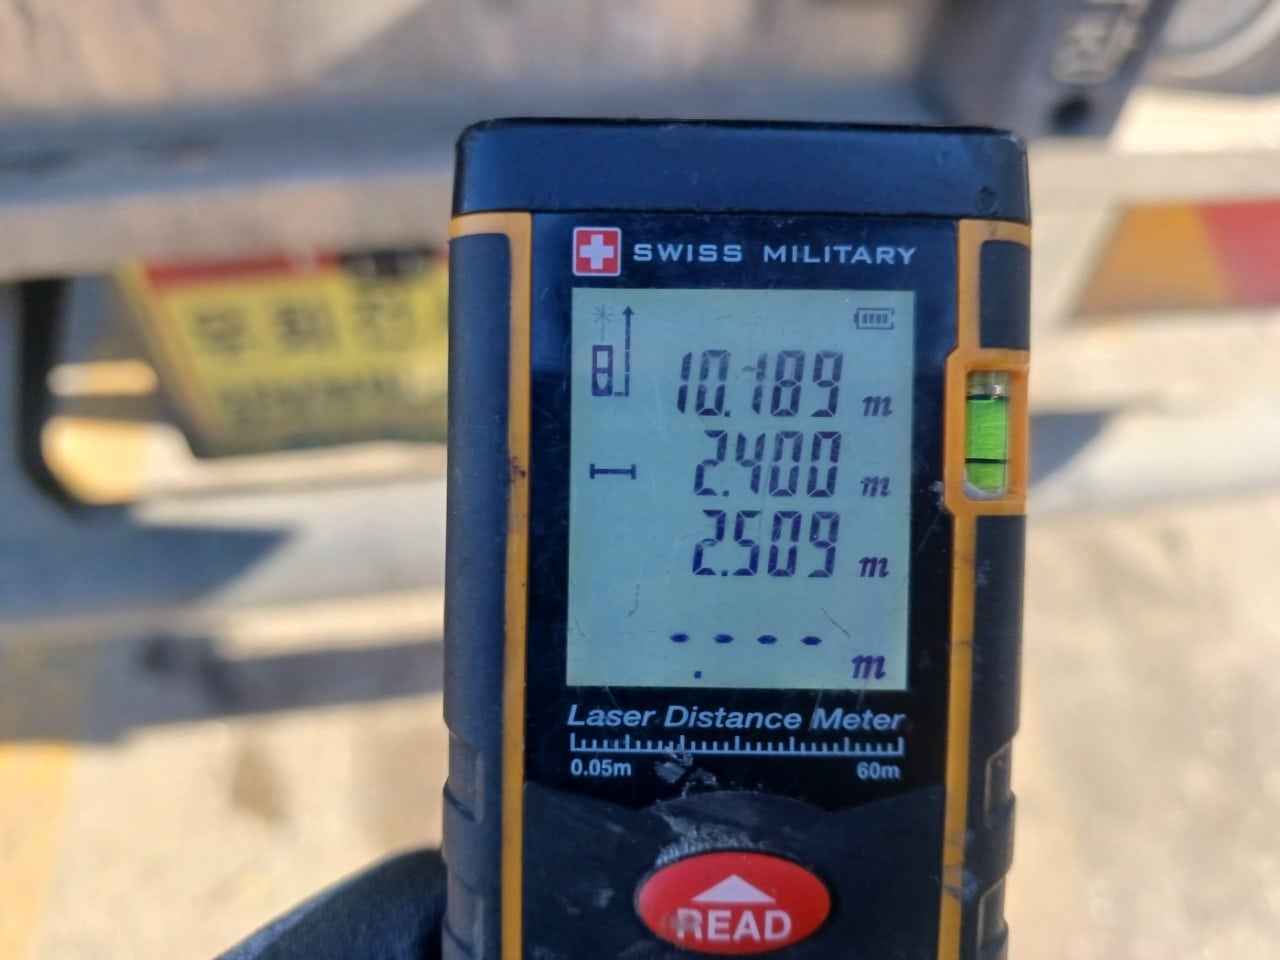 SWISS MILITARY
10.189 m
2.400 m
2.509 m
- - - -
. m
Laser Distance Meter
0.05m 60m
READ